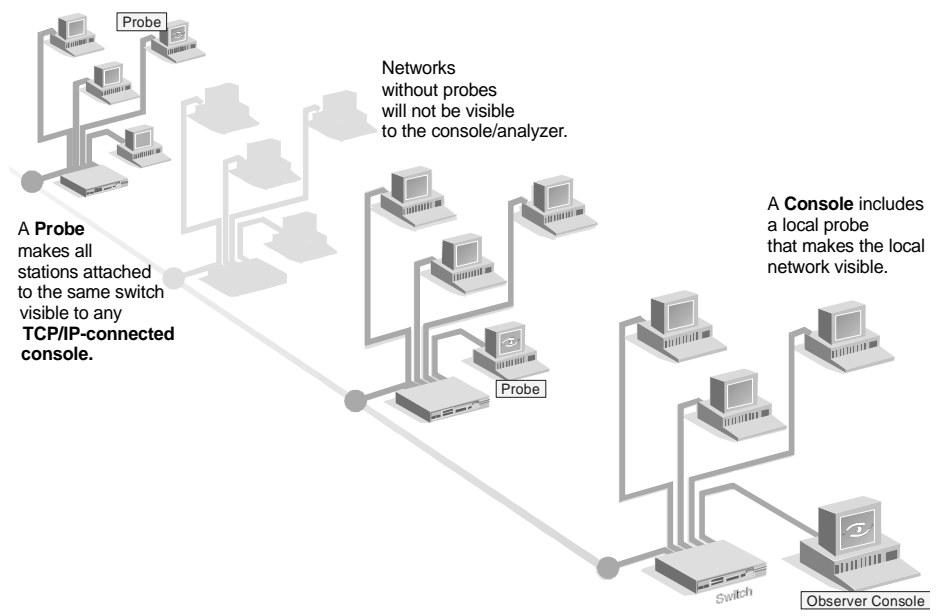 Probe
Networks
without probes
will not be visible
to the console/analyzer.
A Probe
makes all
stations attached
to the same switch
visible to any
TCP/IP-connected
console.
A Console includes
a local probe
that makes the local
network visible.
Probe
Switch
Observer Console